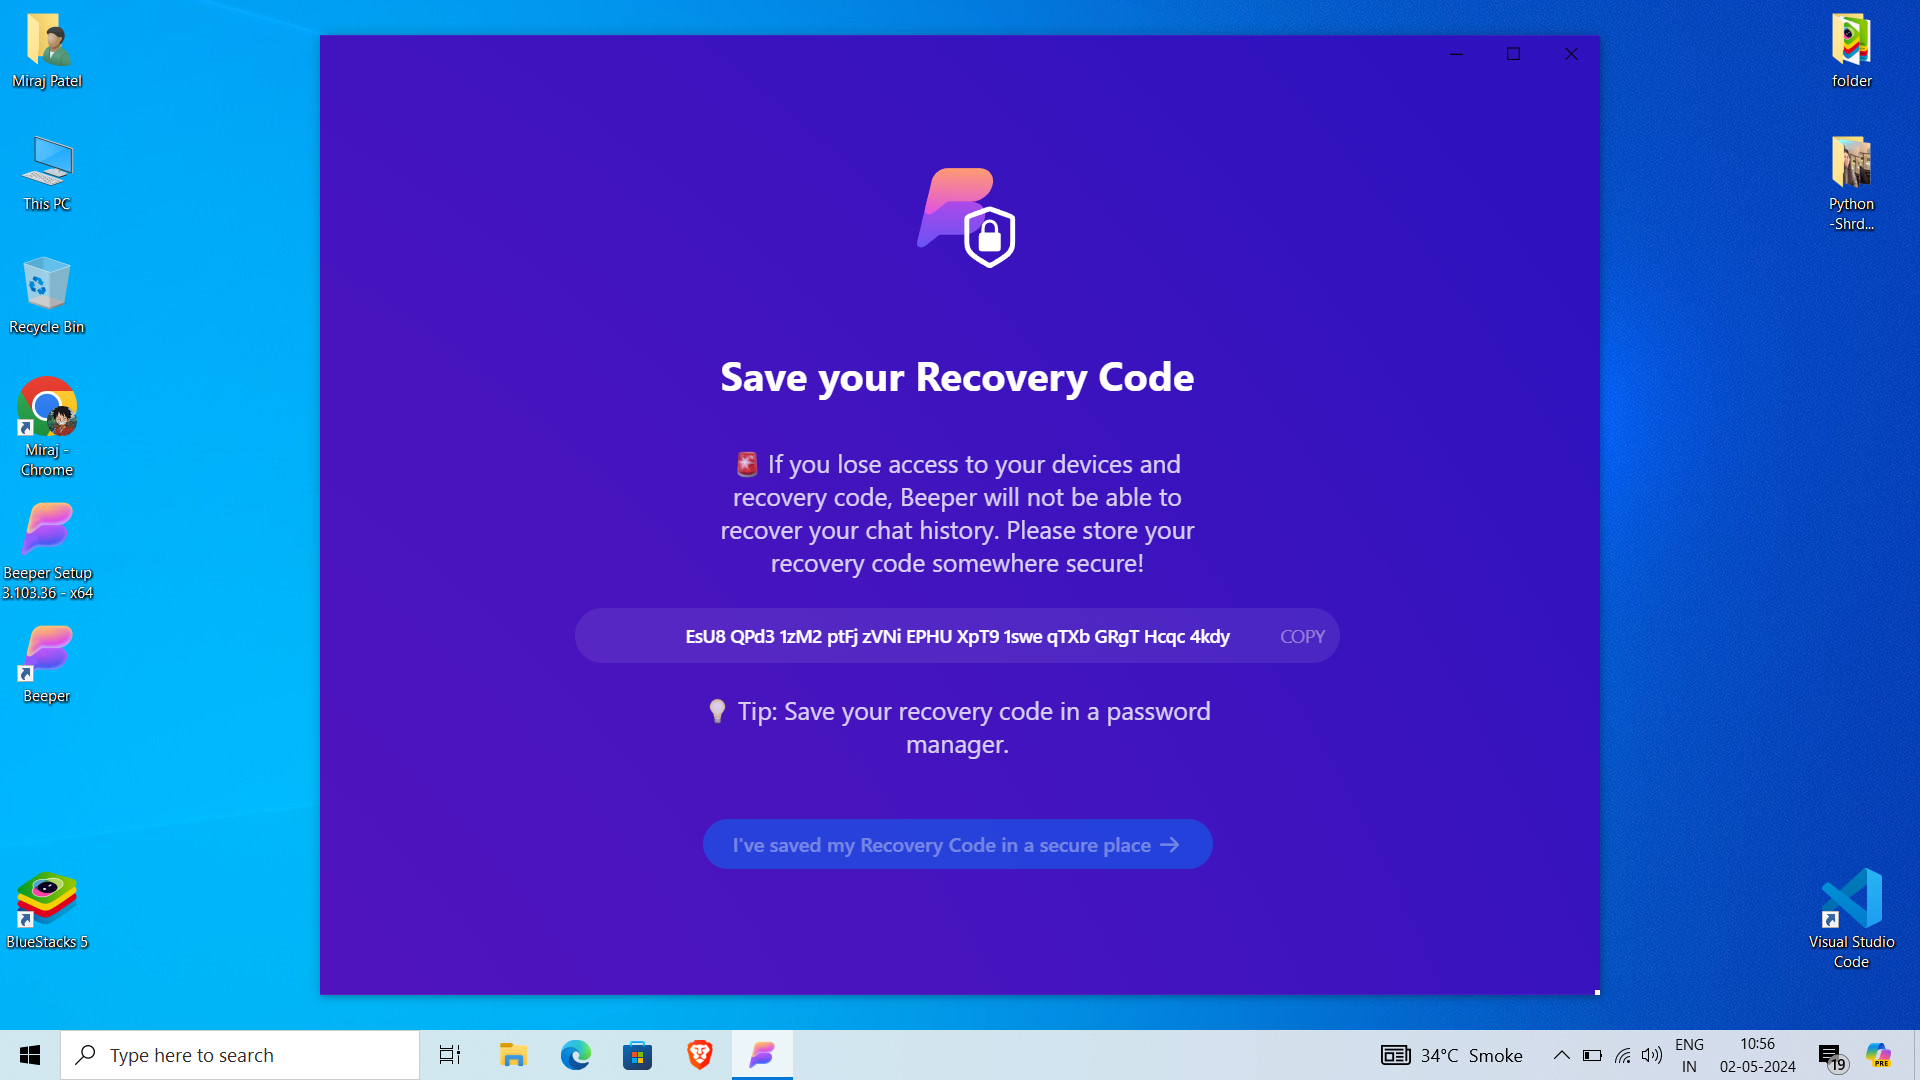 Miraj Patel
This PC
Recycle Bin
Miraj -
Chrome
Beeper Setup
3.103.36 - x64
Beeper
BlueStacks 5
Save your Recovery Code
If you lose access to your devices and
recovery code, Beeper will not be able to
recover your chat history. Please store your
recovery code somewhere secure!
EsU8 QPd3 1zM2 ptFj zVNi EPHU XpT9 1swe qTXb GRgT Hcqc 4kdy COPY
Tip: Save your recovery code in a password
manager.
I've saved my Recovery Code in a secure place →
folder
Python
-Shrd...
Visual Studio
Code
Type here to search
34°C Smoke
ENG
IN
10:56
02-05-2024
19
PRE